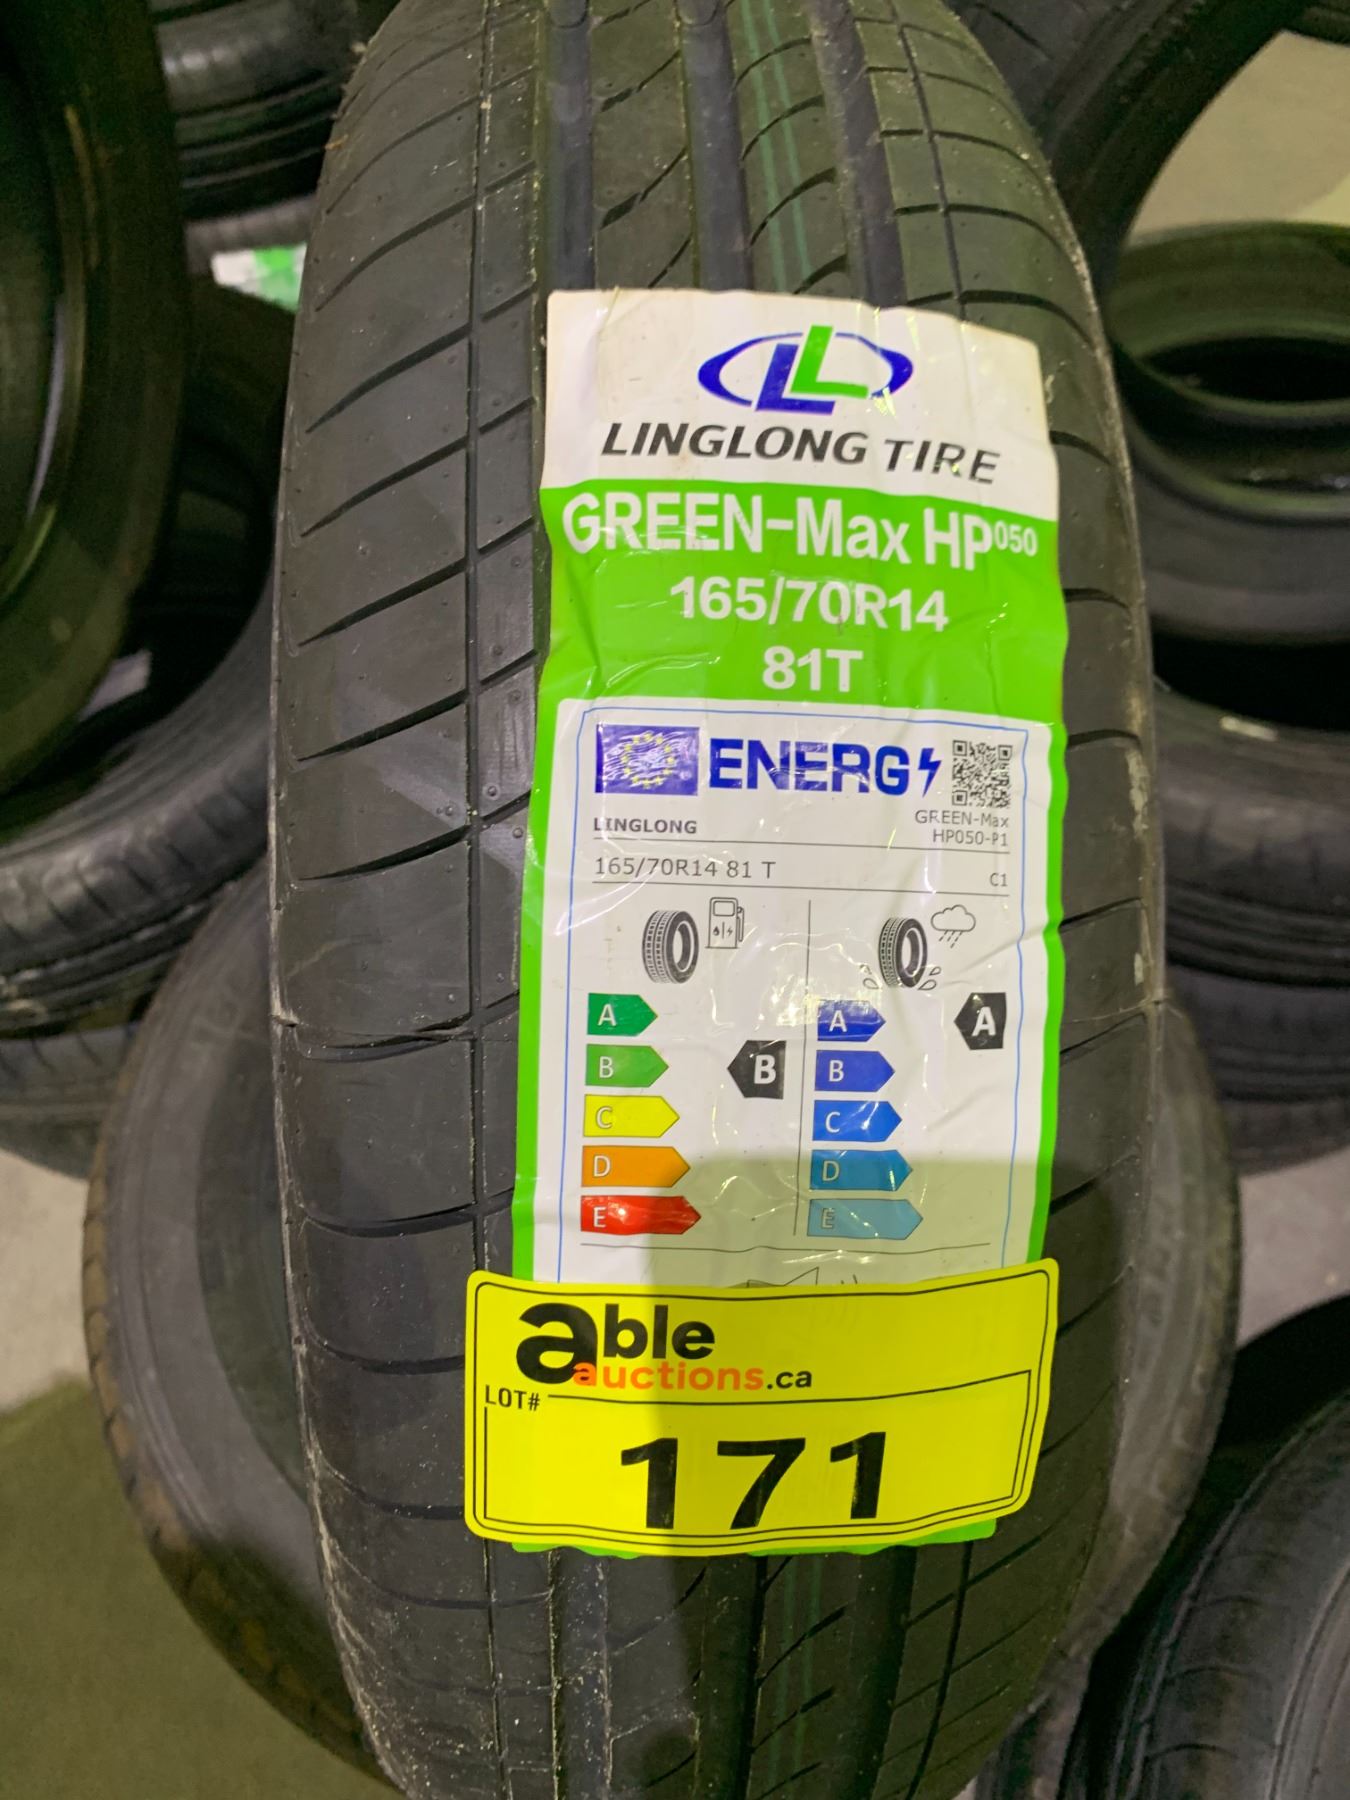 LL
LINGLONG TIRE
GREEN-Max HP050
165/70R14
81T
ENERG
LINGLONG
GREEN-Max
HP050-P1
165/70R14 81 T
C1
A
A
A
B
B
B
C
C
D
D
E
E
able
auctions.ca
LOT#
171